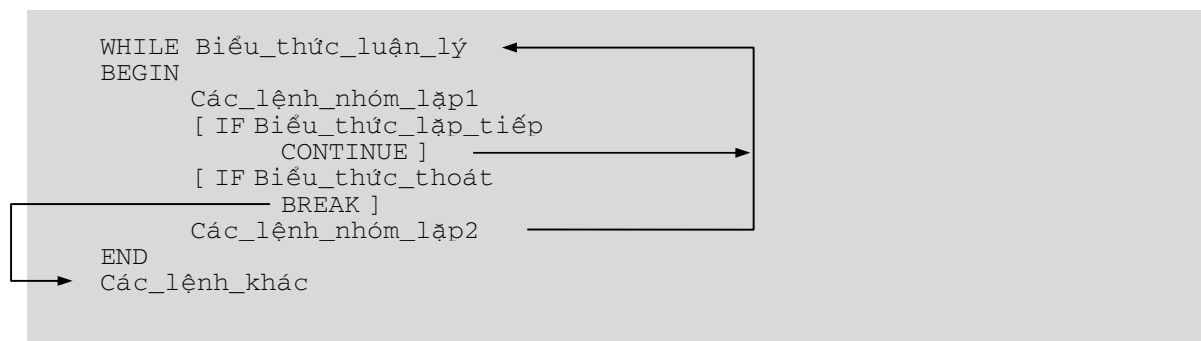 WHILE Biểu_thức_luận_lý
BEGIN
Các_lệnh_nhóm_lặp1
[ IF Biểu_thức_lặp_tiếp
CONTINUE ]
[ IF Biểu_thức_thoát
BREAK ]
Các_lệnh_nhóm_lặp2
END
Các_lệnh_khác